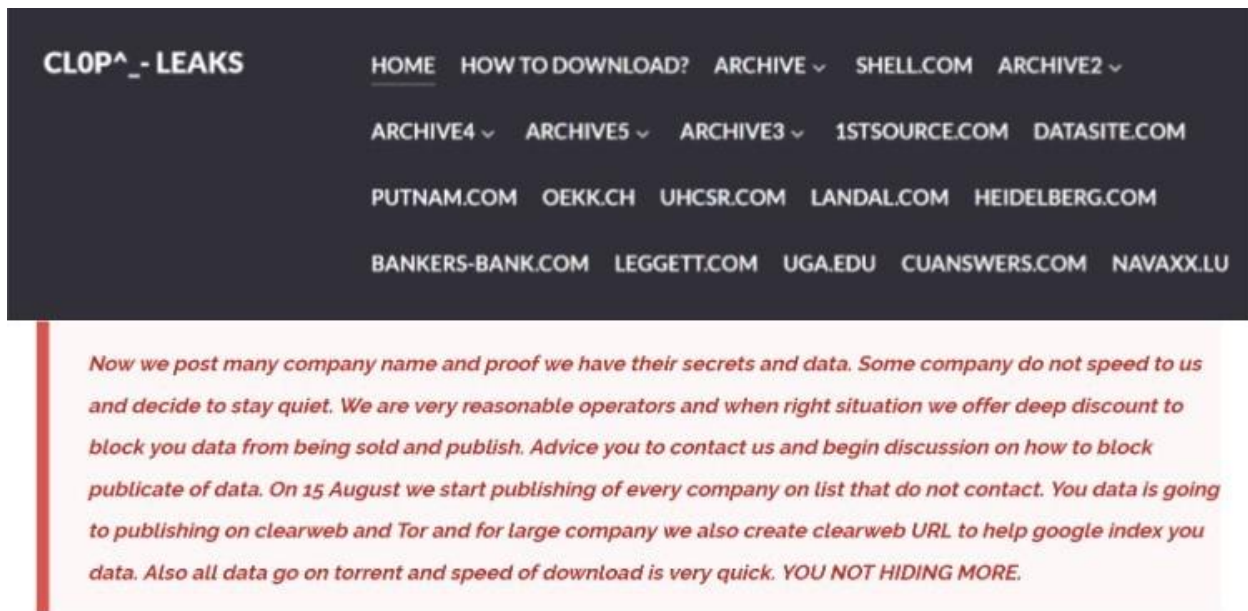 CL0P^_- LEAKS
HOME HOW TO DOWNLOAD? ARCHIVE SHELL.COM ARCHIVE2
ARCHIVE4 ARCHIVE5 ARCHIVE3 1STSOURCE.COM DATASITE.COM
PUTNAM.COM OEKK.CH UHCSR.COM LANDAL.COM HEIDELBERG.COM
BANKERS-BANK.COM LEGGETT.COM UGA.EDU CUANSWERS.COM NAVAXX.LU
Now we post many company name and proof we have their secrets and data. Some company do not speed to us
and decide to stay quiet. We are very reasonable operators and when right situation we offer deep discount to
block you data from being sold and publish. Advice you to contact us and begin discussion on how to block
publicate of data. On 15 August we start publishing of every company on list that do not contact. You data is going
to publishing on clearweb and Tor and for large company we also create clearweb URL to help google index you
data. Also all data go on torrent and speed of download is very quick. YOU NOT HIDING MORE.